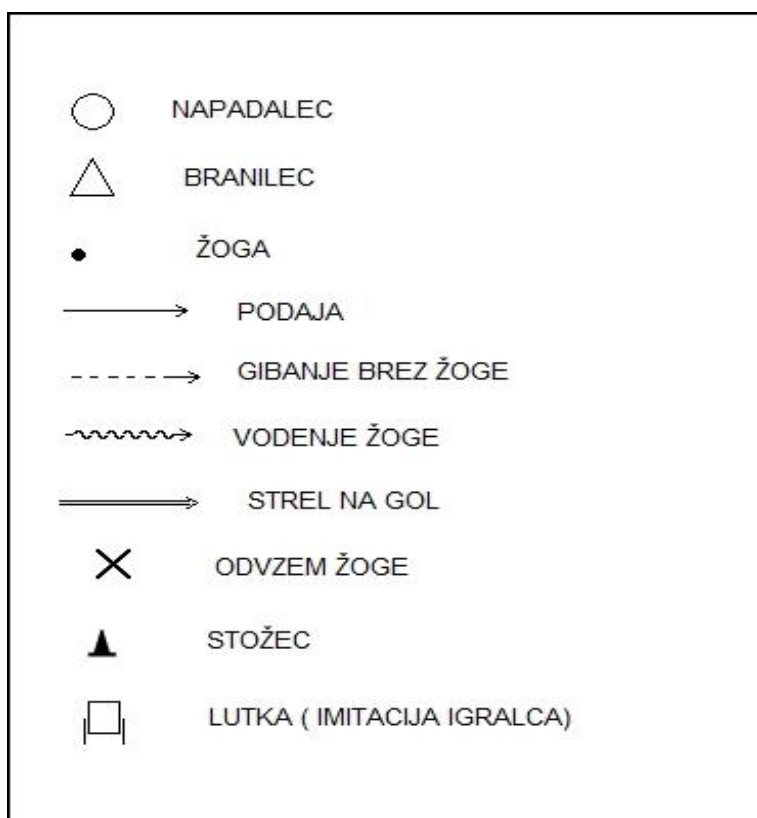 NAPADALEC
BRANILEC
ŽOGA
PODAJA
GIBANJE BREZ ŽOGE
VODENJE ŽOGE
STREL NA GOL
ODVZEM ŽOGE
STOŽEC
LUTKA ( IMITACIJA IGRALCA)